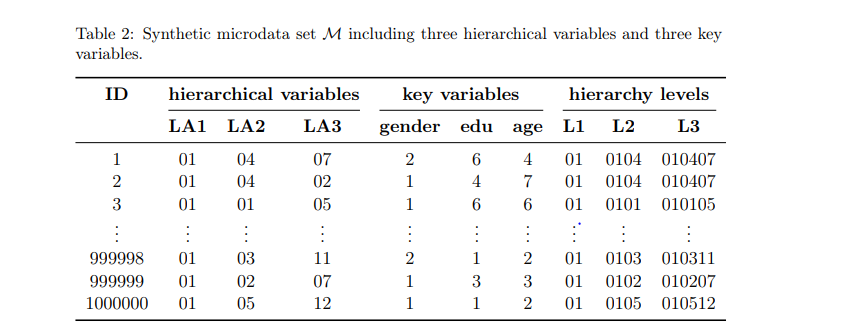 Table 2: Synthetic microdata set M including three hierarchical variables and three key
variables.
ID hierarchical variables key variables hierarchy levels
LA1 LA2 LA3 gender edu age L1 L2 L3
1 01 04 07 2 6 4 01 0104 010407
2 01 04 02 1 4 7 01 0104 010407
3 01 01 05 1 6 6 01 0101 010105
⋮ ⋮ ⋮ ⋮ ⋮ ⋮ ⋮ ⋮ ⋮ ⋮
999998 01 03 11 2 1 2 01 0103 010311
999999 01 02 07 1 3 3 01 0102 010207
1000000 01 05 12 1 1 2 01 0105 010512